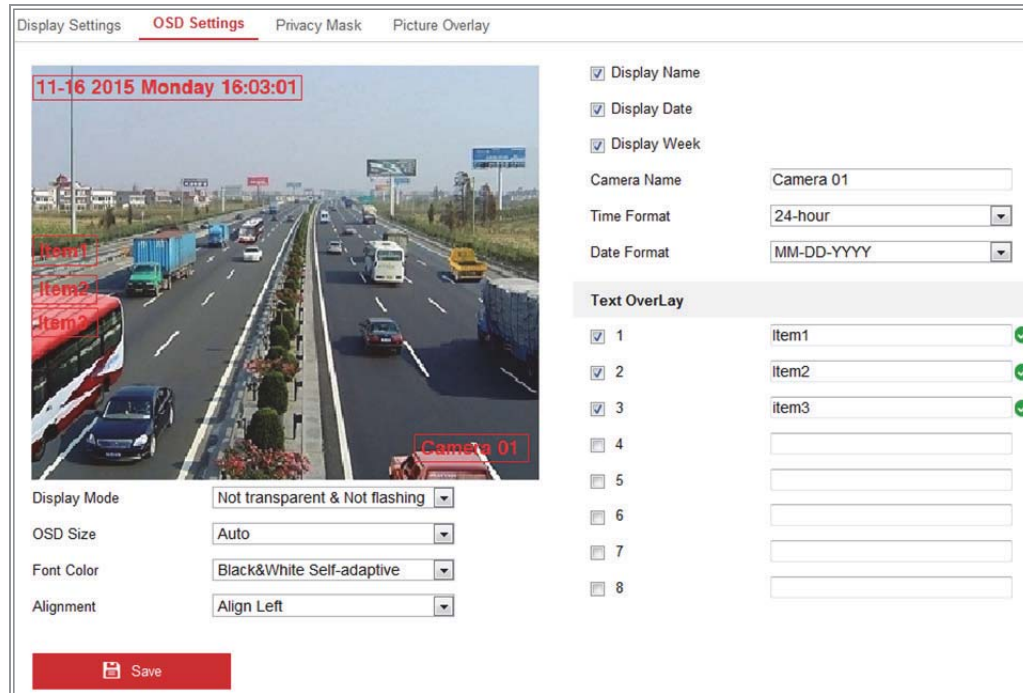 Display Settings OSD Settings Privacy Mask Picture Overlay
11-16 2015 Monday 16:03:01
Item1
Item2
Item3
Camera 01
Display Mode Not transparent & Not flashing
OSD Size Auto
Font Color Black&White Self-adaptive
Alignment Align Left
Save
Display Name
Display Date
Display Week
Camera Name Camera 01
Time Format 24-hour
Date Format MM-DD-YYYY
Text OverLay
1 Item1
2 Item2
3 item3
4
5
6
7
8